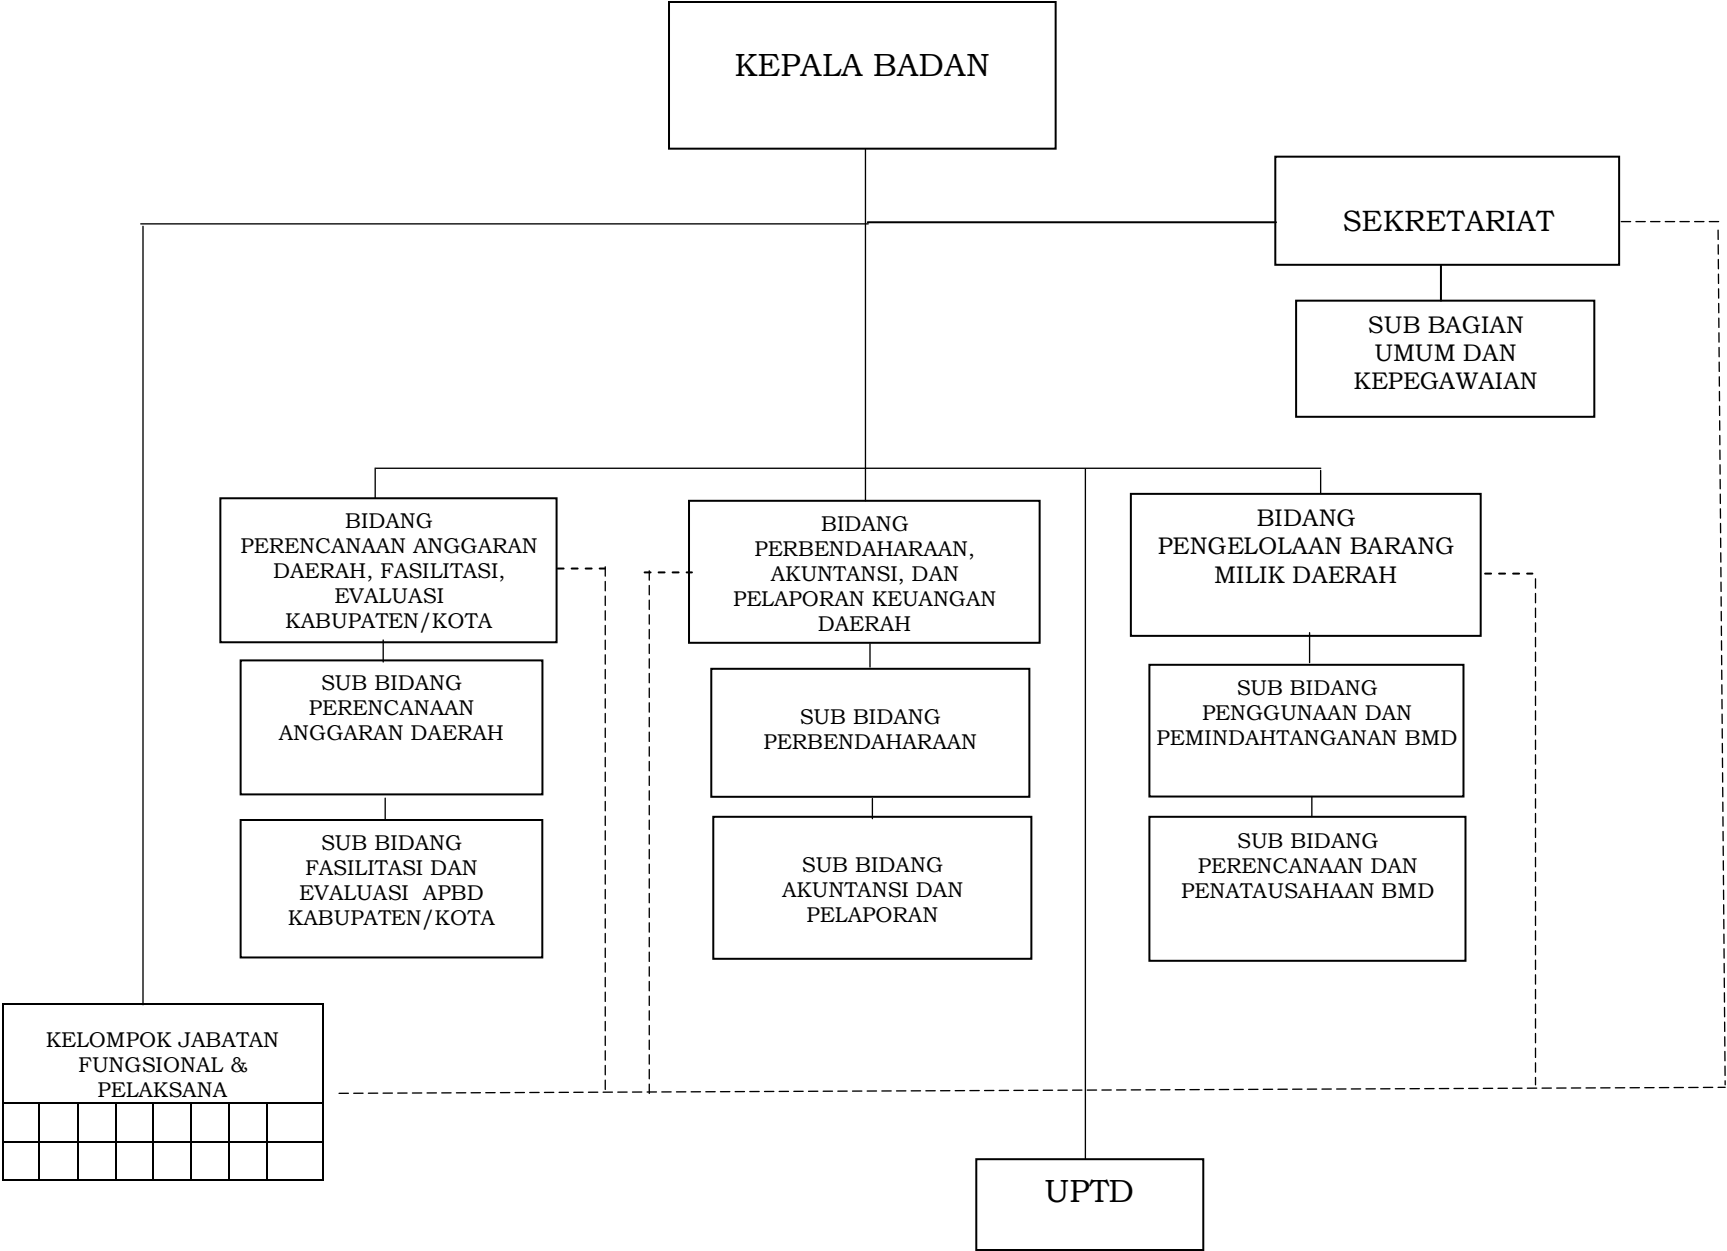 KEPALA BADAN
SEKRETARIAT
SUB BAGIAN
UMUM DAN
KEPEGAWAIAN
BIDANG
PERENCANAAN ANGGARAN
DAERAH, FASILITASI,
EVALUASI
KABUPATEN/KOTA
BIDANG
PERBENDAHARAAN,
AKUNTANSI, DAN
PELAPORAN KEUANGAN
DAERAH
BIDANG
PENGELOLAAN BARANG
MILIK DAERAH
SUB BIDANG
PERENCANAAN
ANGGARAN DAERAH
SUB BIDANG
PERBENDAHARAAN
SUB BIDANG
PENGGUNAAN DAN
PEMINDAHTANGANAN BMD
SUB BIDANG
FASILITASI DAN
EVALUASI  APBD
KABUPATEN/KOTA
SUB BIDANG
AKUNTANSI DAN
PELAPORAN
SUB BIDANG
PERENCANAAN DAN
PENATAUSAHAAN BMD
KELOMPOK JABATAN
FUNGSIONAL &
PELAKSANA
UPTD